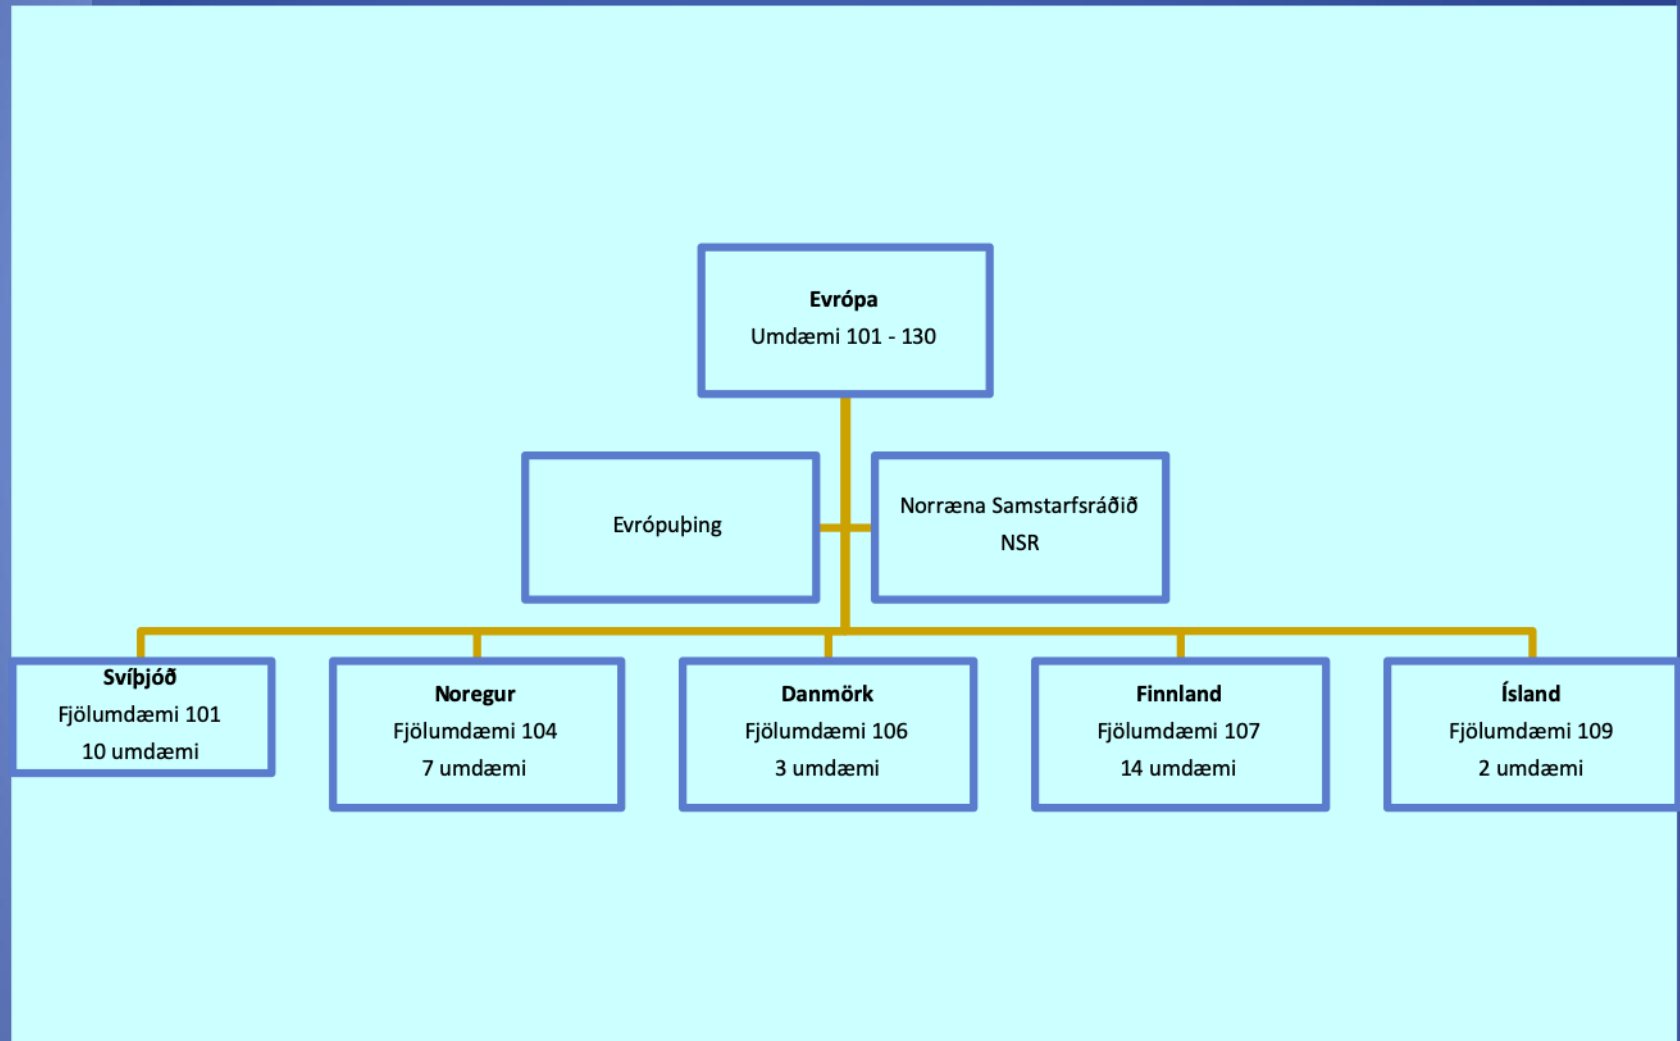 Evrópa
Umdæmi 101 - 130
Evrópuþing
Norræna Samstarfsráðið
NSR
Svíþjóð
Fjölumdæmi 101
10 umdæmi
Noregur
Fjölumdæmi 104
7 umdæmi
Danmörk
Fjölumdæmi 106
3 umdæmi
Finnland
Fjölumdæmi 107
14 umdæmi
Ísland
Fjölumdæmi 109
2 umdæmi